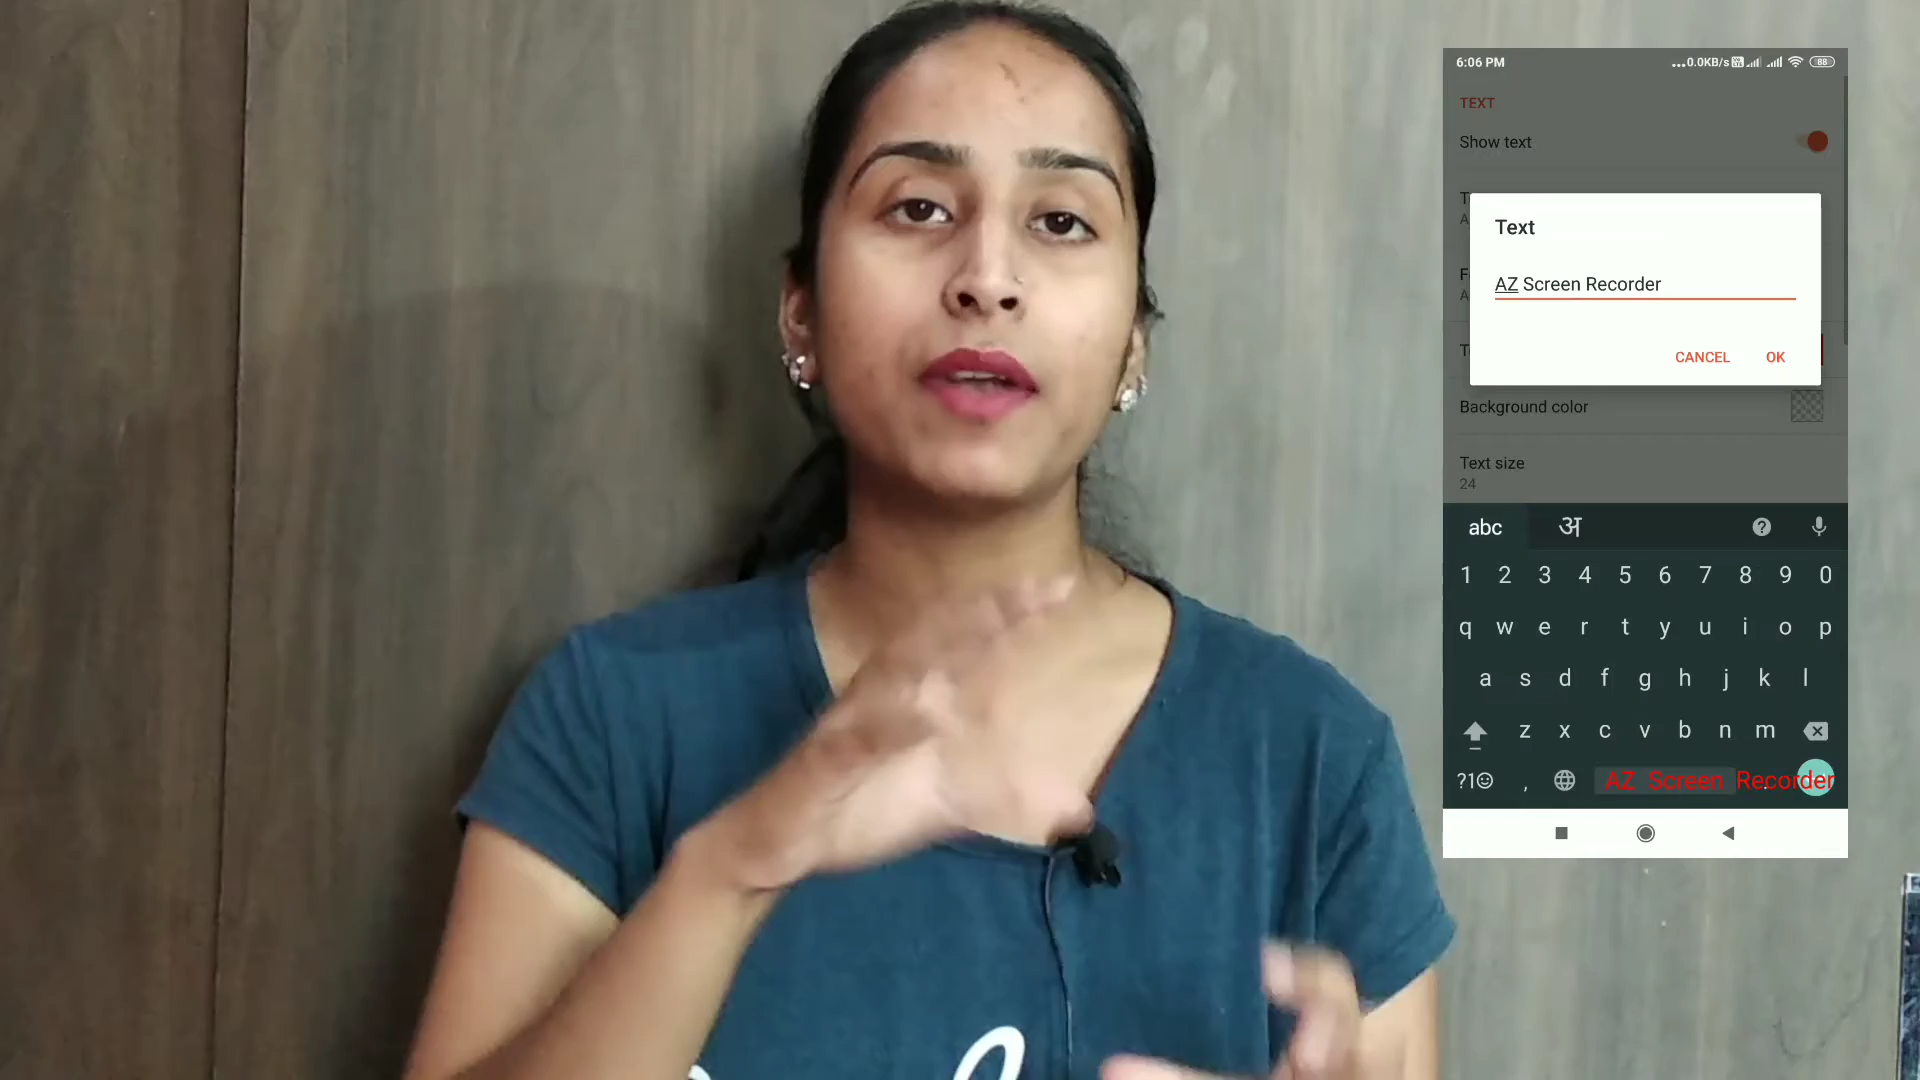 6:06 PM
...0.0KB/s 88
TEXT
Show text
Text
AZ Screen Recorder
CANCEL OK
Background color
Text size
24
abc अ
1 2 3 4 5 6 7 8 9 0
q w e r t y u i o p
a s d f g h j k l
z x c v b n m
?1☺ , .
AZ Screen Recorder